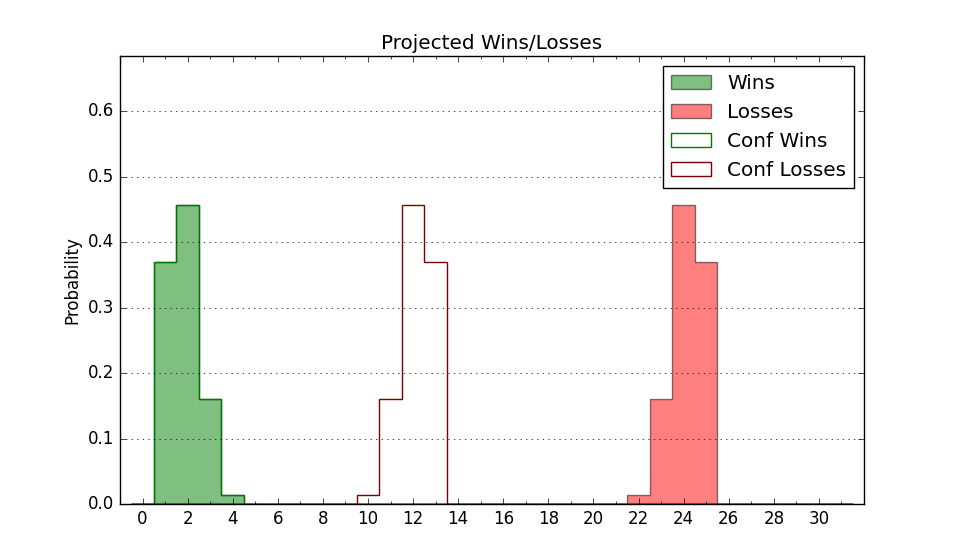 Projected Wins/Losses
Wins
Losses
Conf Wins
Conf Losses
Probability
0.6
0.5
0.4
0.3
0.2
0.1
0.0
0 2 4 6 8 10 12 14 16 18 20 22 24 26 28 30